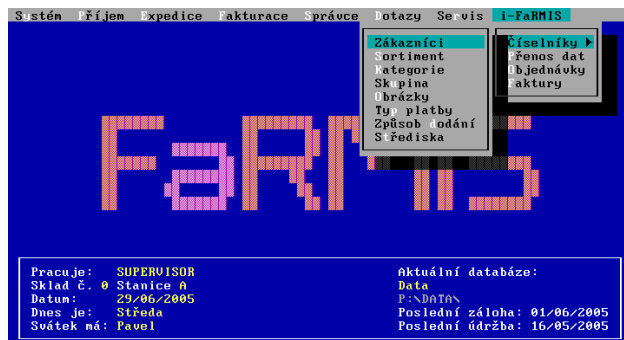 Systém Příjem Expedice Fakturace Správce Dotazy Servis i-FaRMIS
Zákazníci
Sortiment
Kategorie
Skupina
Obrázky
Typ platby
Způsob dodání
Střediska
Číselníky
Přenos dat
Objednávky
Faktury
FaRMIS
Pracuje: SUPERVISOR
Sklad č. 0 Stanice A
Datum: 29/06/2005
Dnes je: Středa
Svátek má: Pavel
Aktuální databáze:
Data
P:\DATA\
Poslední záloha: 01/06/2005
Poslední údržba: 16/05/2005